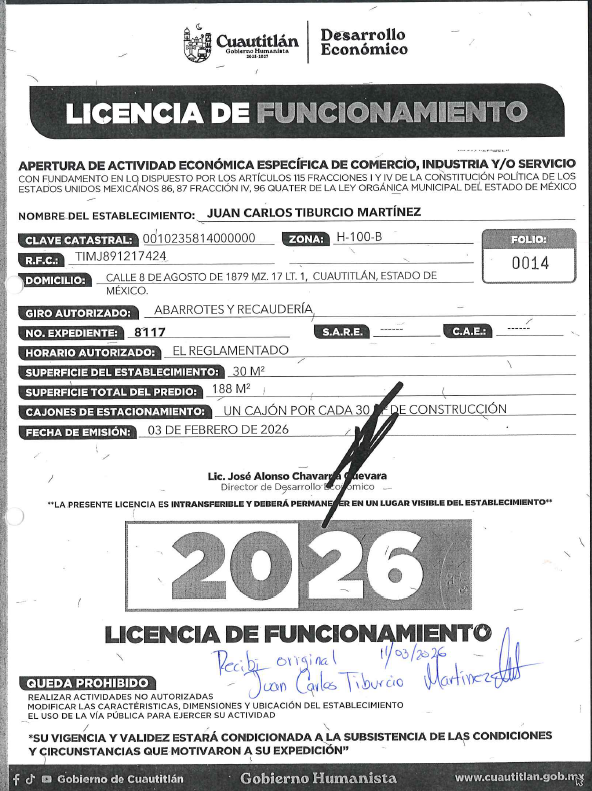 Cuautitlán
Gobierno Humanista
2025-2027
Desarrollo
Económico
LICENCIA DE FUNCIONAMIENTO
APERTURA DE ACTIVIDAD ECONÓMICA ESPECÍFICA DE COMERCIO, INDUSTRIA Y/O SERVICIO
CON FUNDAMENTO EN LO DISPUESTO POR LOS ARTÍCULOS 115 FRACCIONES I Y IV DE LA CONSTITUCIÓN POLÍTICA DE LOS
ESTADOS UNIDOS MEXICANOS 86, 87 FRACCIÓN IV, 96 QUATER DE LA LEY ORGÁNICA MUNICIPAL DEL ESTADO DE MÉXICO
NOMBRE DEL ESTABLECIMIENTO: JUAN CARLOS TIBURCIO MARTÍNEZ
CLAVE CATASTRAL: 0010235814000000 ZONA: H-100-B
FOLIO:
0014
R.F.C.: TIMJ891217424
DOMICILIO: CALLE 8 DE AGOSTO DE 1879 MZ. 17 LT. 1, CUAUTITLÁN, ESTADO DE
MÉXICO.
GIRO AUTORIZADO: ABARROTES Y RECAUDERÍA
NO. EXPEDIENTE: 8117 S.A.R.E.: ------ C.A.E.: ------
HORARIO AUTORIZADO: EL REGLAMENTADO
SUPERFICIE DEL ESTABLECIMIENTO: 30 M²
SUPERFICIE TOTAL DEL PREDIO: 188 M²
CAJONES DE ESTACIONAMIENTO: UN CAJÓN POR CADA 30 M² DE CONSTRUCCIÓN
FECHA DE EMISIÓN: 03 DE FEBRERO DE 2026
Lic. José Alonso Chavarría Guevara
Director de Desarrollo Económico
**LA PRESENTE LICENCIA ES INTRANSFERIBLE Y DEBERÁ PERMANECER EN UN LUGAR VISIBLE DEL ESTABLECIMIENTO**
2026
LICENCIA DE FUNCIONAMIENTO
Recibi original 11/03/2026
Juan Carlos Tiburcio Martinez
QUEDA PROHIBIDO
REALIZAR ACTIVIDADES NO AUTORIZADAS
MODIFICAR LAS CARACTERÍSTICAS, DIMENSIONES Y UBICACIÓN DEL ESTABLECIMIENTO
EL USO DE LA VÍA PÚBLICA PARA EJERCER SU ACTIVIDAD
"SU VIGENCIA Y VALIDEZ ESTARÁ CONDICIONADA A LA SUBSISTENCIA DE LAS CONDICIONES
Y CIRCUNSTANCIAS QUE MOTIVARON A SU EXPEDICIÓN"
Gobierno de Cuautitlán Gobierno Humanista www.cuautitlan.gob.mx